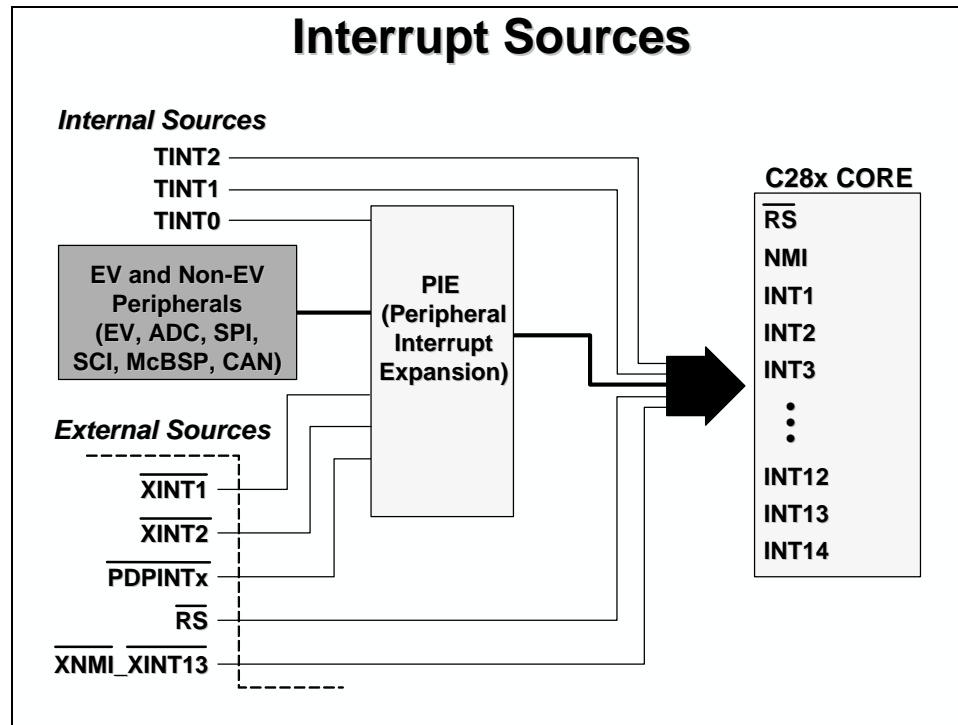 Interrupt Sources
Internal Sources
TINT2
TINT1
TINT0
EV and Non-EV
Peripherals
(EV, ADC, SPI,
SCI, McBSP, CAN)
PIE
(Peripheral
Interrupt
Expansion)
External Sources
XINT1
XINT2
PDPINTx
RS
XNMI_XINT13
C28x CORE
RS
NMI
INT1
INT2
INT3
INT12
INT13
INT14